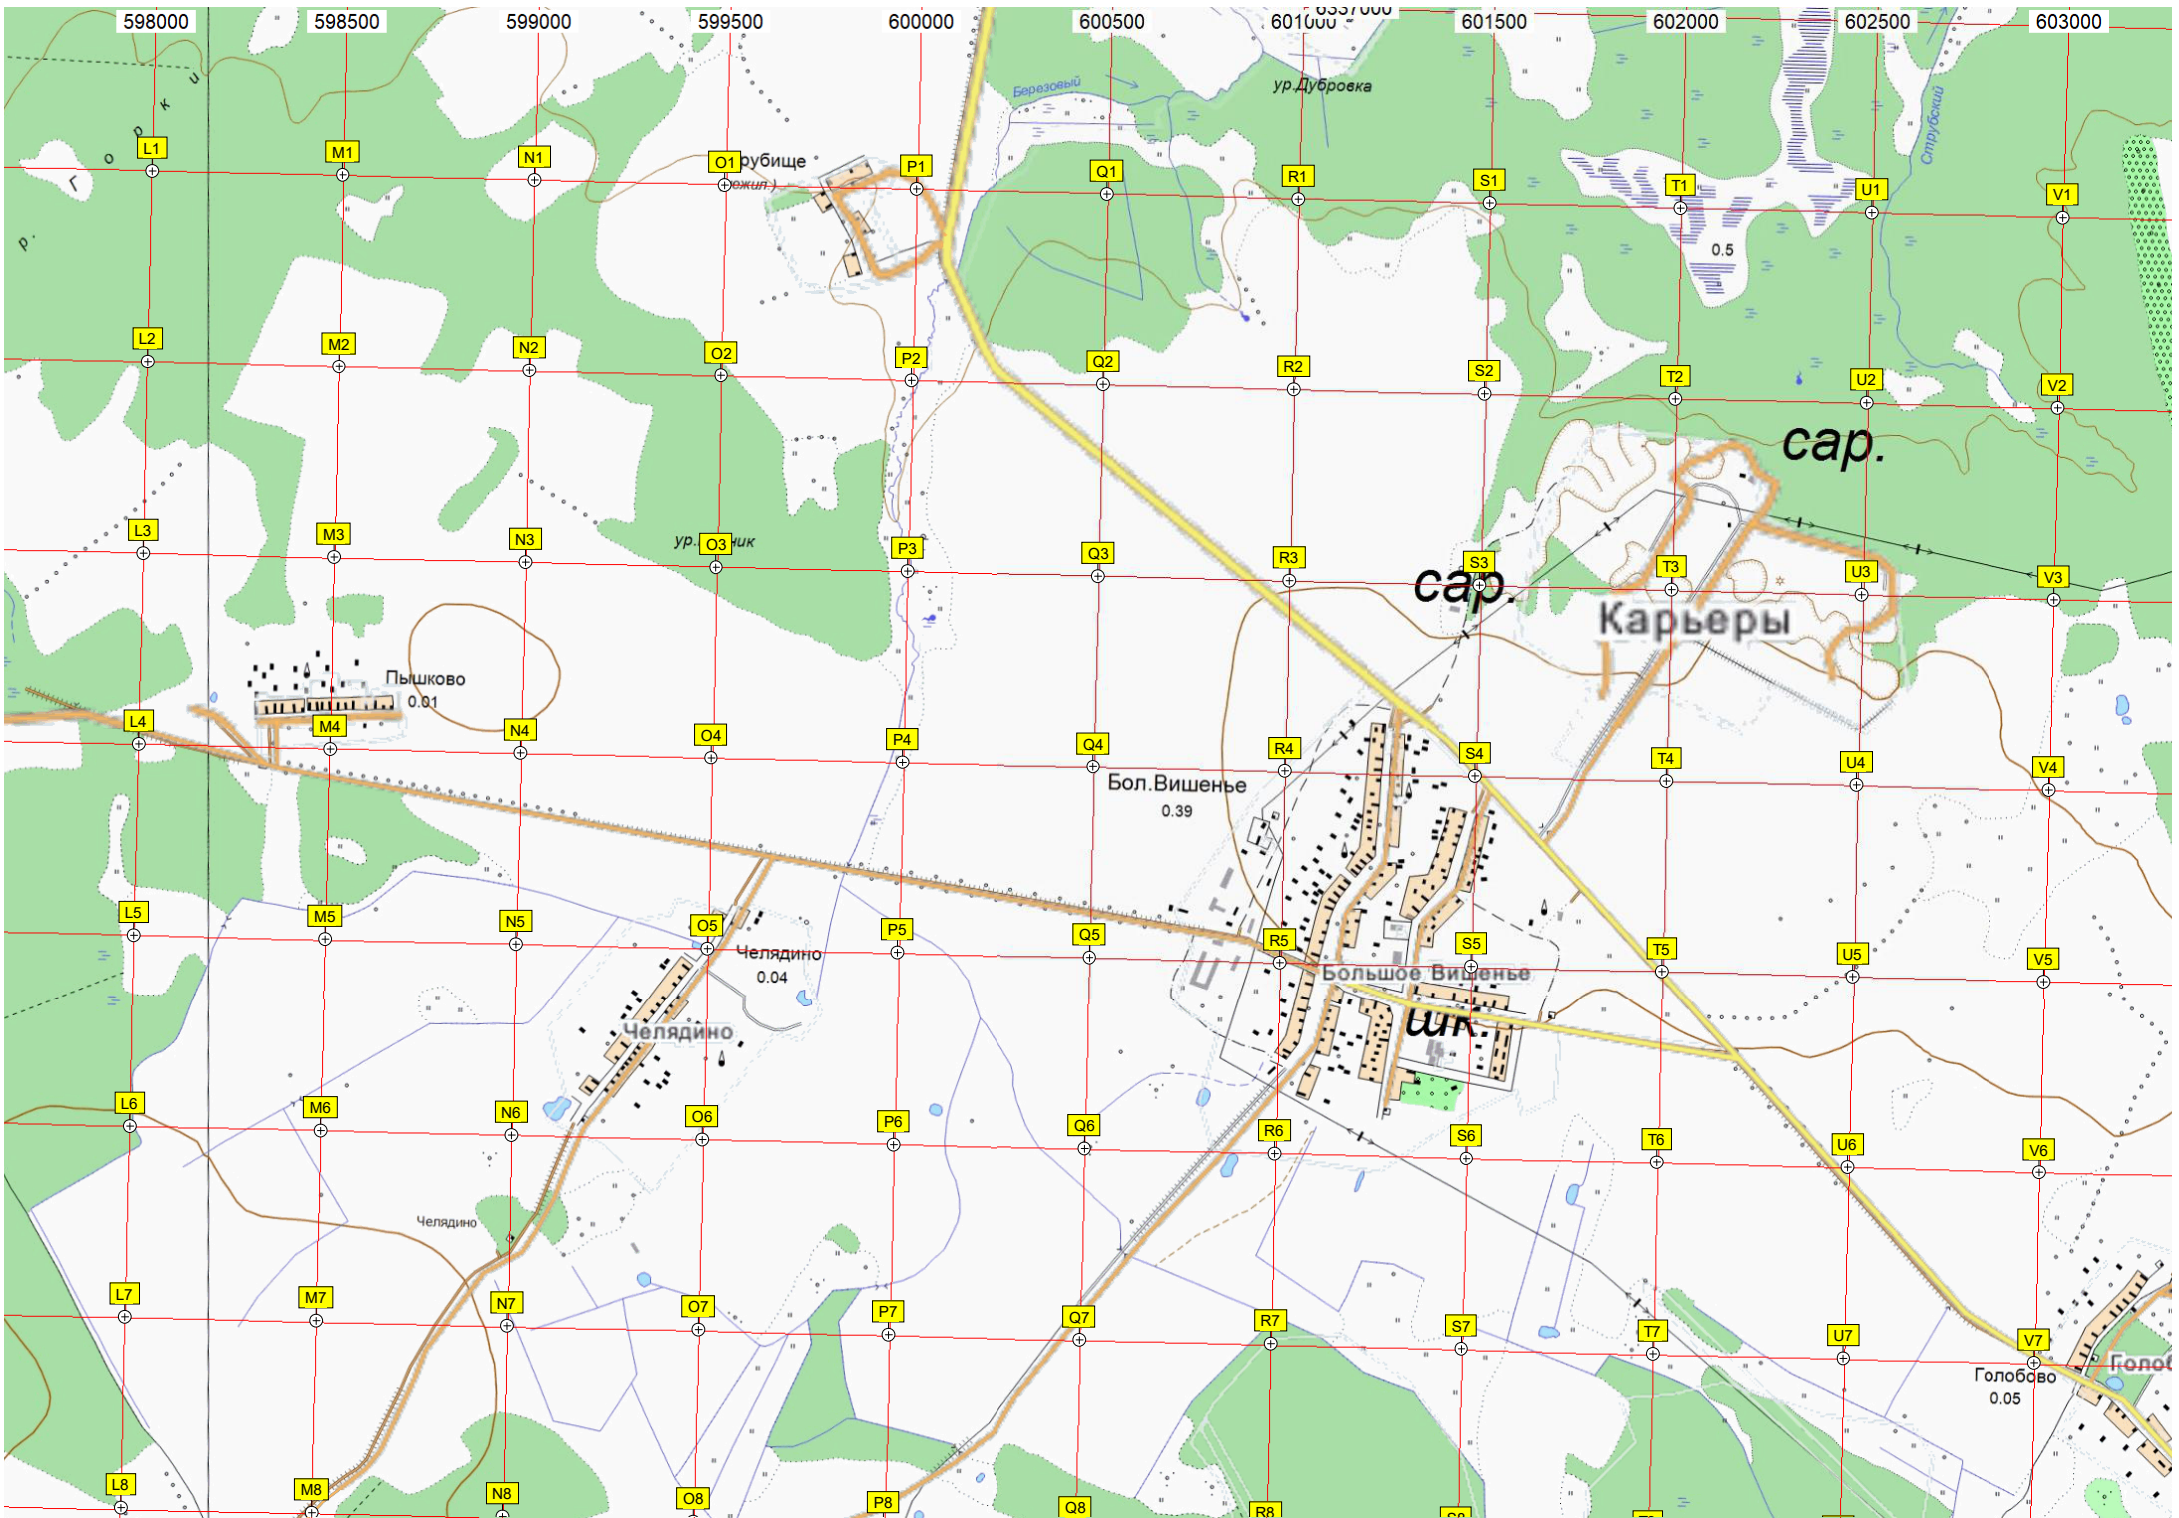 598000 598500 599000 599500 600000 600500 601000 6337000 601500 602000 602500 603000
р. Горки
Березовый
ур.Дубровка
Струбский
L1 M1 N1 O1 рубище P1 Q1 R1 S1 T1 U1 V1
0.5
L2 M2 N2 O2 P2 Q2 R2 S2 T2 U2 V2
сар.
L3 M3 N3 O3 P3 Q3 R3 S3 T3 U3 V3
ур. ник
сар.
Карьеры
Пышково
0.01
L4 M4 N4 O4 P4 Q4 R4 S4 T4 U4 V4
Бол.Вишенье
0.39
L5 M5 N5 O5 P5 Q5 R5 S5 T5 U5 V5
Челядино
0.04
Большое Вишенье
Челядино
шк.
L6 M6 N6 O6 P6 Q6 R6 S6 T6 U6 V6
Челядино
L7 M7 N7 O7 P7 Q7 R7 S7 T7 U7 V7
Голобово
0.05
Голоб
L8 M8 N8 O8 P8 Q8 R8 S8